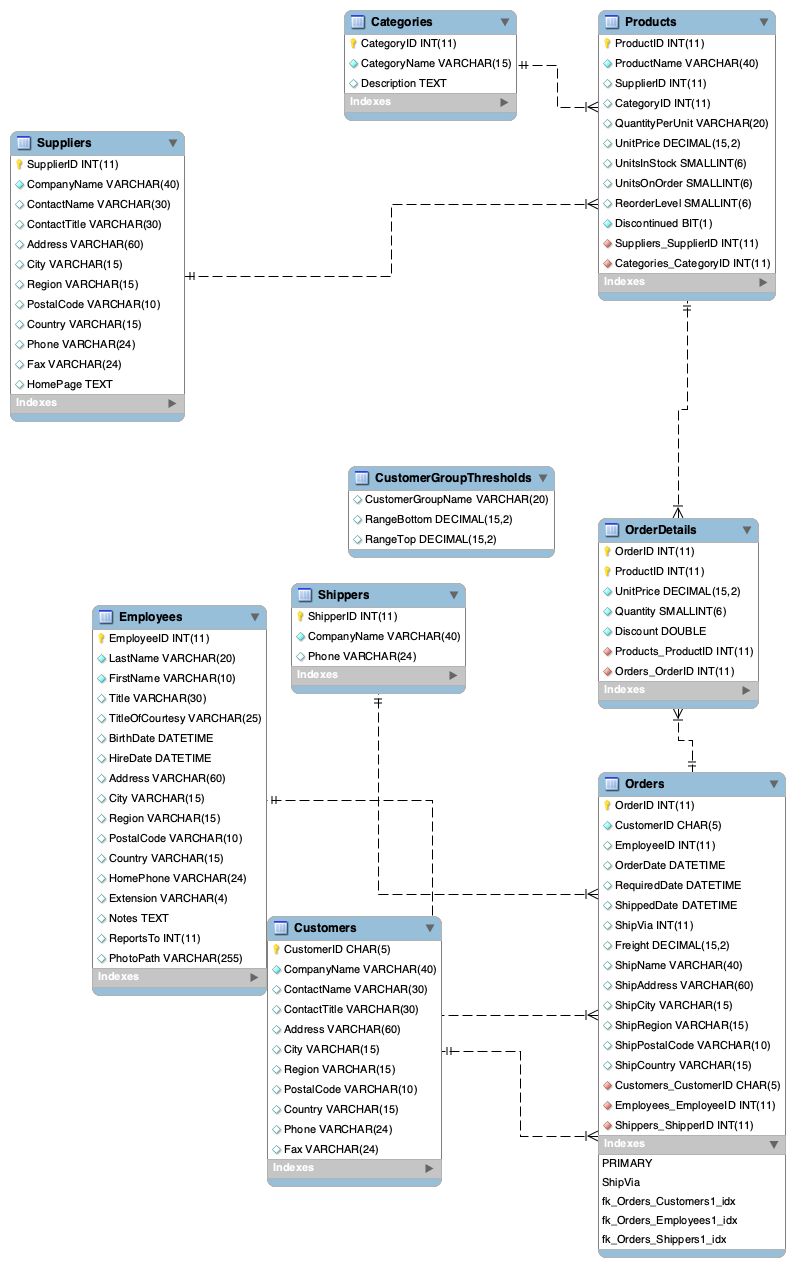 Categories
CategoryID INT(11)
CategoryName VARCHAR(15)
Description TEXT
Indexes
Products
ProductID INT(11)
ProductName VARCHAR(40)
SupplierID INT(11)
CategoryID INT(11)
QuantityPerUnit VARCHAR(20)
UnitPrice DECIMAL(15,2)
UnitsInStock SMALLINT(6)
UnitsOnOrder SMALLINT(6)
ReorderLevel SMALLINT(6)
Discontinued BIT(1)
Suppliers_SupplierID INT(11)
Categories_CategoryID INT(11)
Indexes
Suppliers
SupplierID INT(11)
CompanyName VARCHAR(40)
ContactName VARCHAR(30)
ContactTitle VARCHAR(30)
Address VARCHAR(60)
City VARCHAR(15)
Region VARCHAR(15)
PostalCode VARCHAR(10)
Country VARCHAR(15)
Phone VARCHAR(24)
Fax VARCHAR(24)
HomePage TEXT
Indexes
CustomerGroupThresholds
CustomerGroupName VARCHAR(20)
RangeBottom DECIMAL(15,2)
RangeTop DECIMAL(15,2)
OrderDetails
OrderID INT(11)
ProductID INT(11)
UnitPrice DECIMAL(15,2)
Quantity SMALLINT(6)
Discount DOUBLE
Products_ProductID INT(11)
Orders_OrderID INT(11)
Indexes
Shippers
ShipperID INT(11)
CompanyName VARCHAR(40)
Phone VARCHAR(24)
Indexes
Employees
EmployeeID INT(11)
LastName VARCHAR(20)
FirstName VARCHAR(10)
Title VARCHAR(30)
TitleOfCourtesy VARCHAR(25)
BirthDate DATETIME
HireDate DATETIME
Address VARCHAR(60)
City VARCHAR(15)
Region VARCHAR(15)
PostalCode VARCHAR(10)
Country VARCHAR(15)
HomePhone VARCHAR(24)
Extension VARCHAR(4)
Notes TEXT
ReportsTo INT(11)
PhotoPath VARCHAR(255)
Indexes
Customers
CustomerID CHAR(5)
CompanyName VARCHAR(40)
ContactName VARCHAR(30)
ContactTitle VARCHAR(30)
Address VARCHAR(60)
City VARCHAR(15)
Region VARCHAR(15)
PostalCode VARCHAR(10)
Country VARCHAR(15)
Phone VARCHAR(24)
Fax VARCHAR(24)
Indexes
Orders
OrderID INT(11)
CustomerID CHAR(5)
EmployeeID INT(11)
OrderDate DATETIME
RequiredDate DATETIME
ShippedDate DATETIME
ShipVia INT(11)
Freight DECIMAL(15,2)
ShipName VARCHAR(40)
ShipAddress VARCHAR(60)
ShipCity VARCHAR(15)
ShipRegion VARCHAR(15)
ShipPostalCode VARCHAR(10)
ShipCountry VARCHAR(15)
Customers_CustomerID CHAR(5)
Employees_EmployeeID INT(11)
Shippers_ShipperID INT(11)
Indexes
PRIMARY
ShipVia
fk_Orders_Customers1_idx
fk_Orders_Employees1_idx
fk_Orders_Shippers1_idx